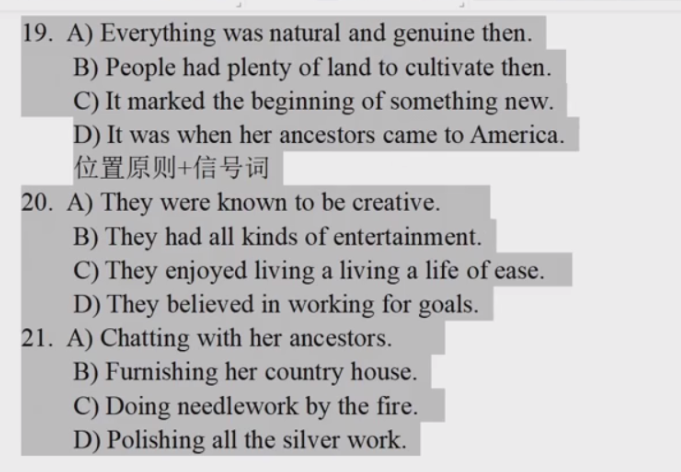 19. A) Everything was natural and genuine then.
B) People had plenty of land to cultivate then.
C) It marked the beginning of something new.
D) It was when her ancestors came to America.
位置原则+信号词
20. A) They were known to be creative.
B) They had all kinds of entertainment.
C) They enjoyed living a living a life of ease.
D) They believed in working for goals.
21. A) Chatting with her ancestors.
B) Furnishing her country house.
C) Doing needlework by the fire.
D) Polishing all the silver work.